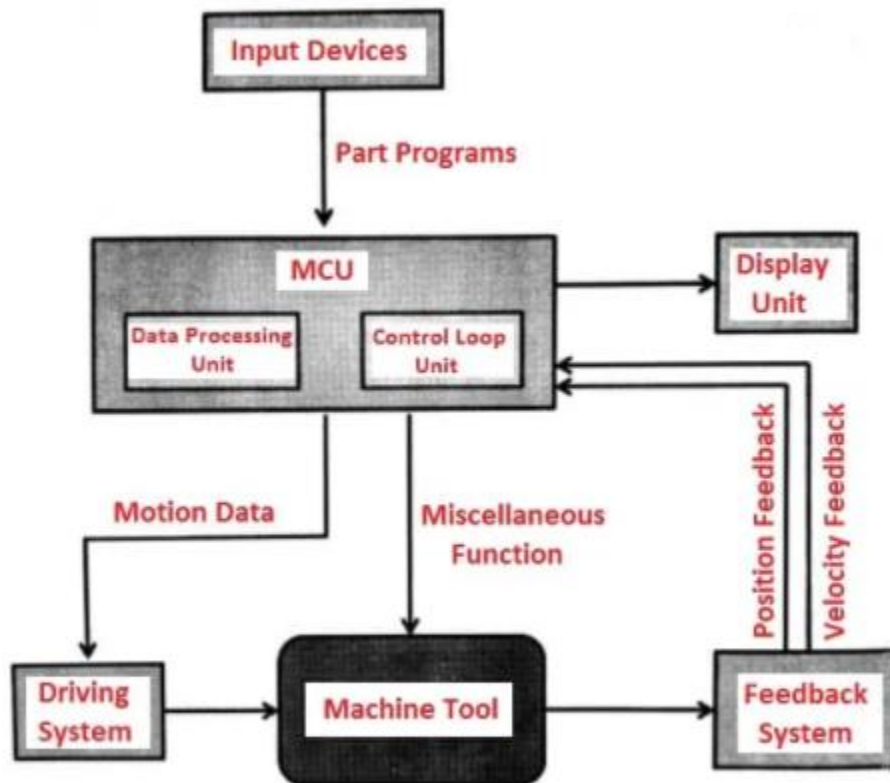 Input Devices
Part Programs
MCU
Data Processing
Unit
Control Loop
Unit
Display
Unit
Motion Data
Miscellaneous
Function
Position Feedback
Velocity Feedback
Driving
System
Machine Tool
Feedback
System